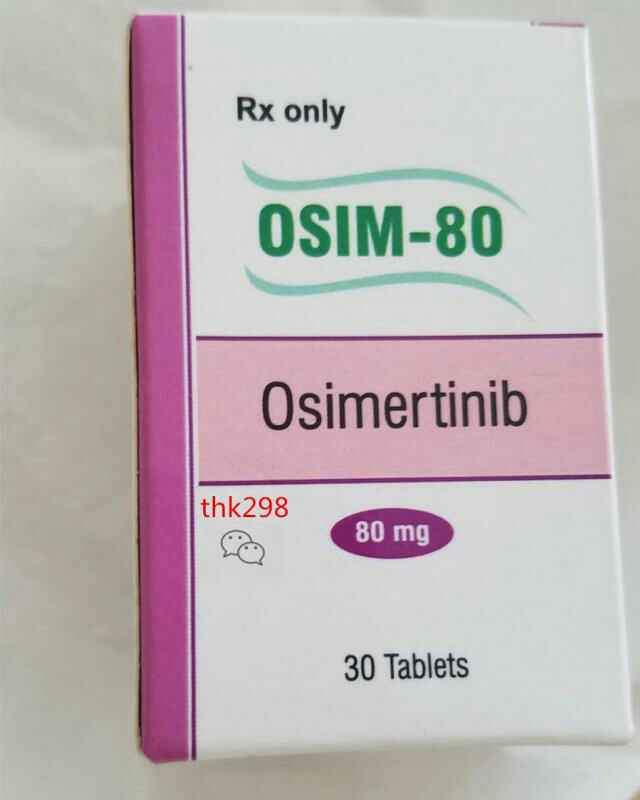 Rx only
OSIM-80
Osimertinib
thk298
80 mg
30 Tablets